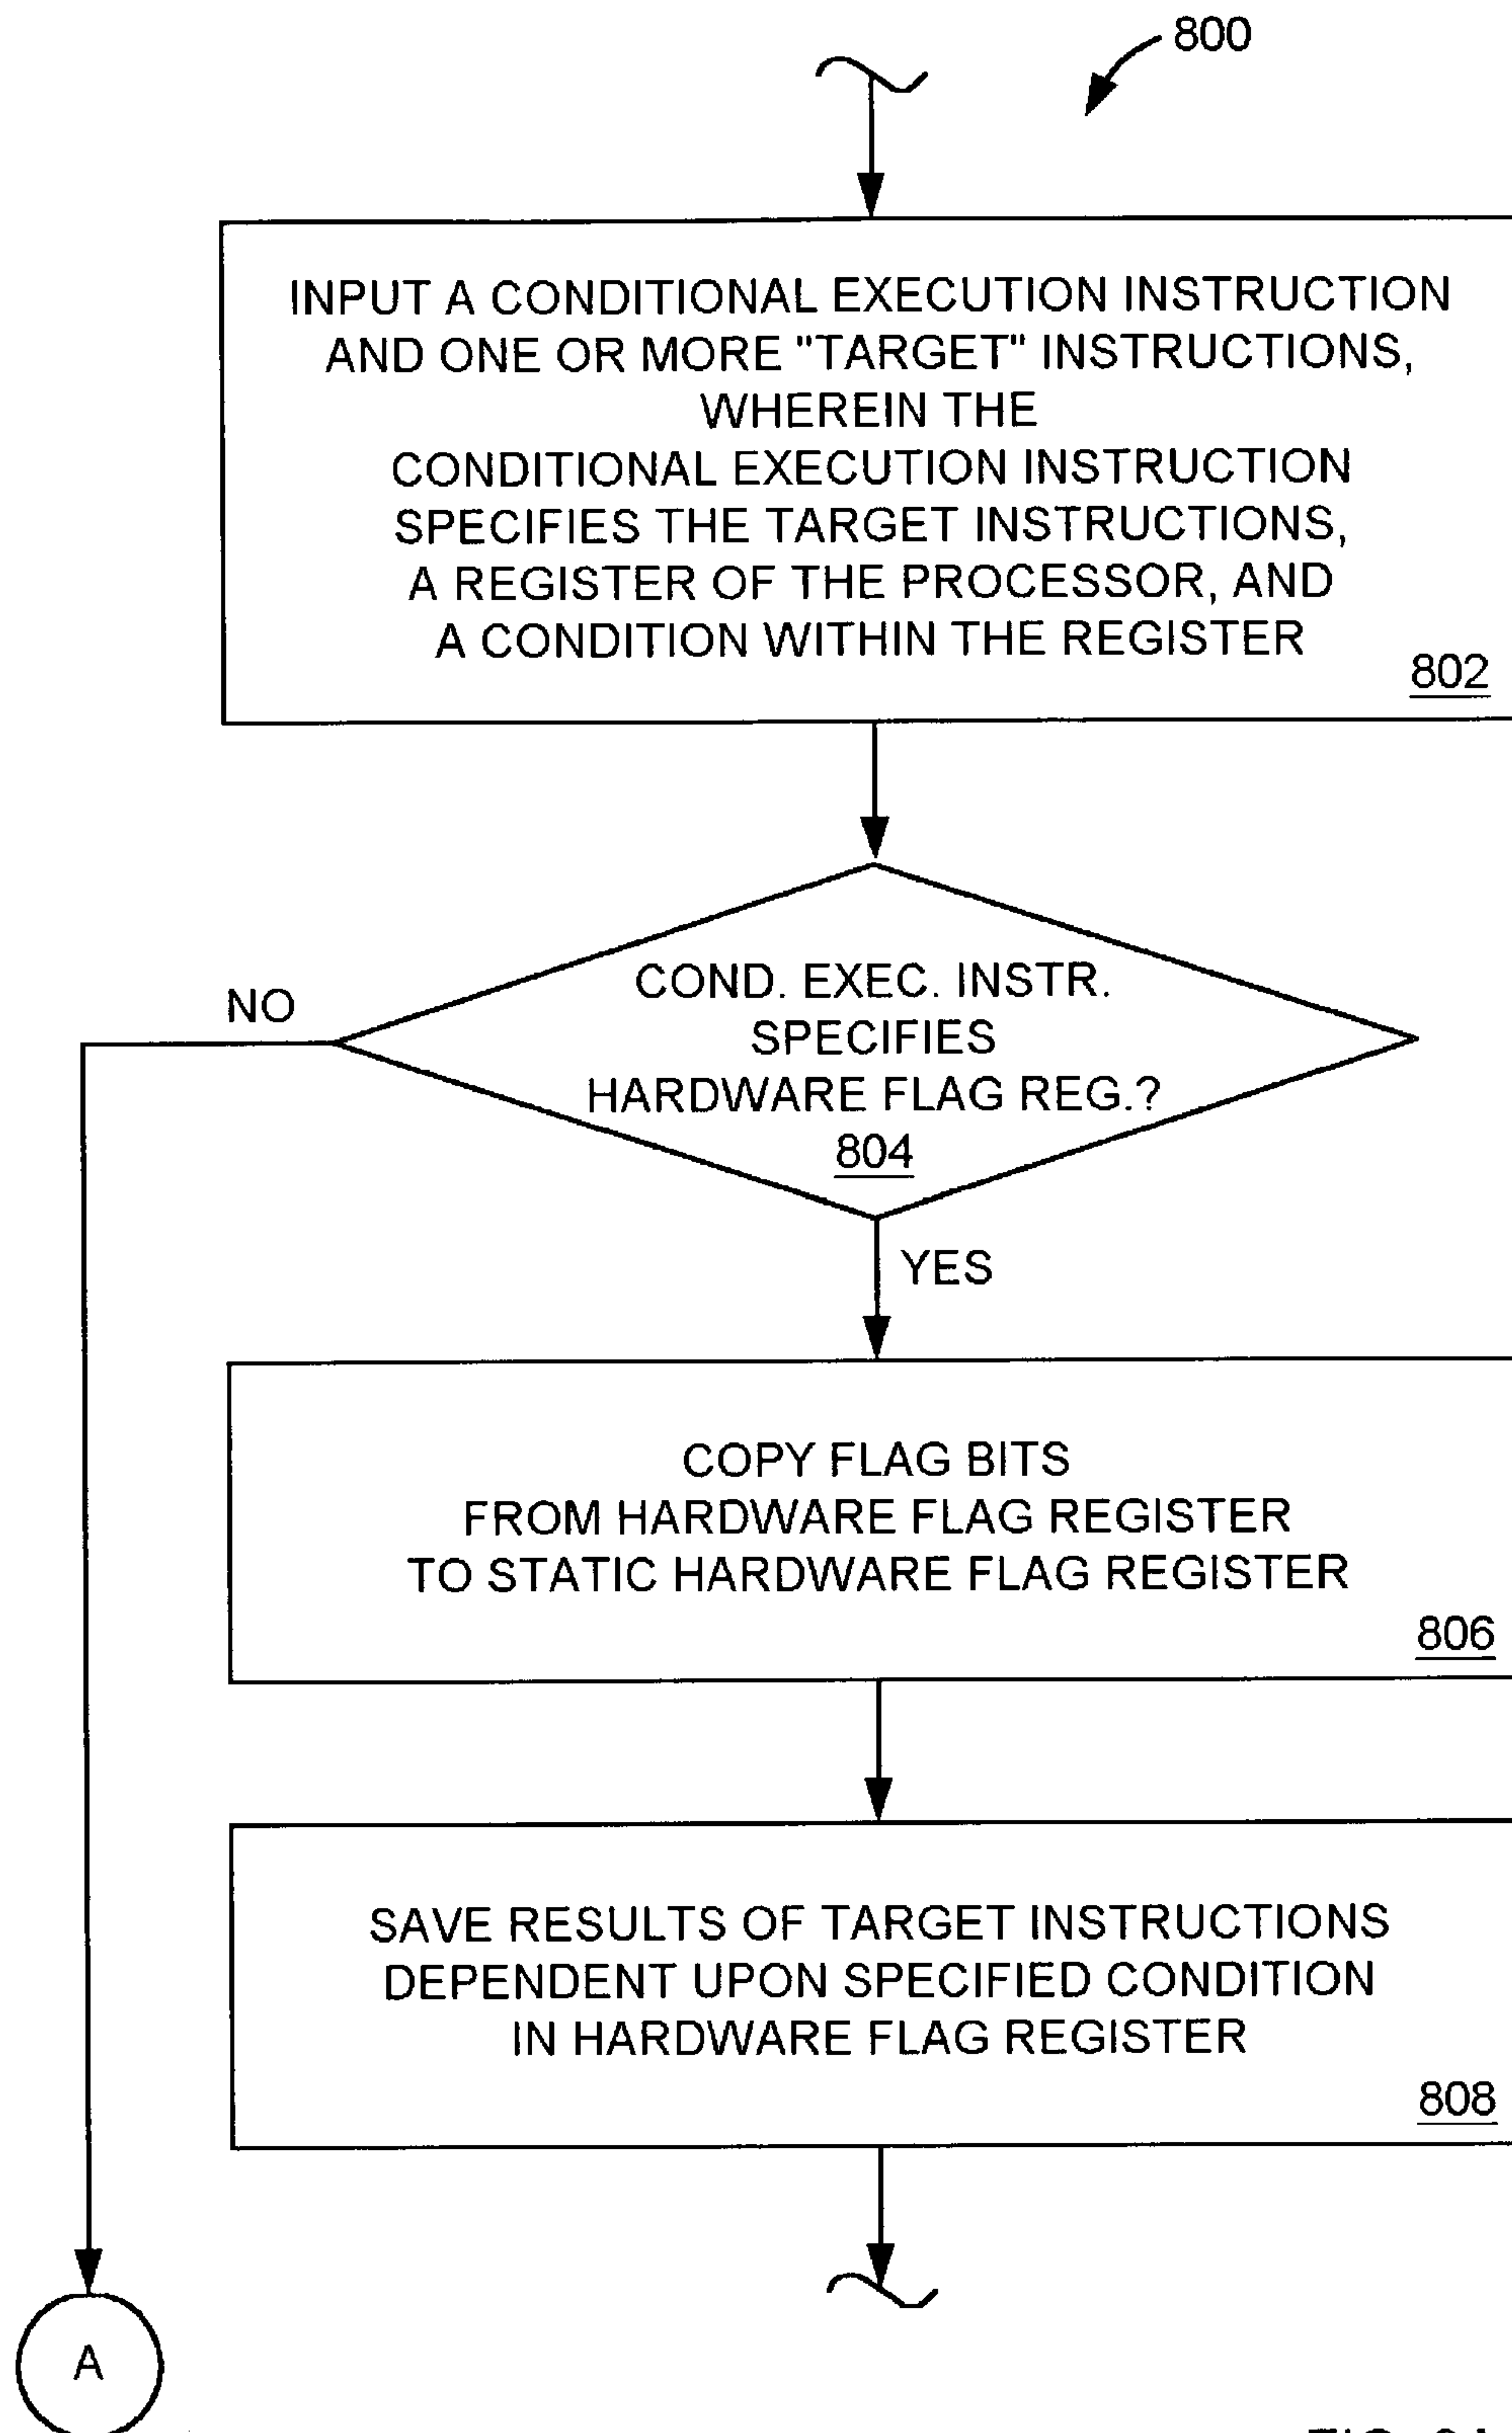 800
INPUT A CONDITIONAL EXECUTION INSTRUCTION
AND ONE OR MORE "TARGET" INSTRUCTIONS,
WHEREIN THE
CONDITIONAL EXECUTION INSTRUCTION
SPECIFIES THE TARGET INSTRUCTIONS,
A REGISTER OF THE PROCESSOR, AND
A CONDITION WITHIN THE REGISTER
802
NO
COND. EXEC. INSTR.
SPECIFIES
HARDWARE FLAG REG.?
804
YES
COPY FLAG BITS
FROM HARDWARE FLAG REGISTER
TO STATIC HARDWARE FLAG REGISTER
806
SAVE RESULTS OF TARGET INSTRUCTIONS
DEPENDENT UPON SPECIFIED CONDITION
IN HARDWARE FLAG REGISTER
808
A